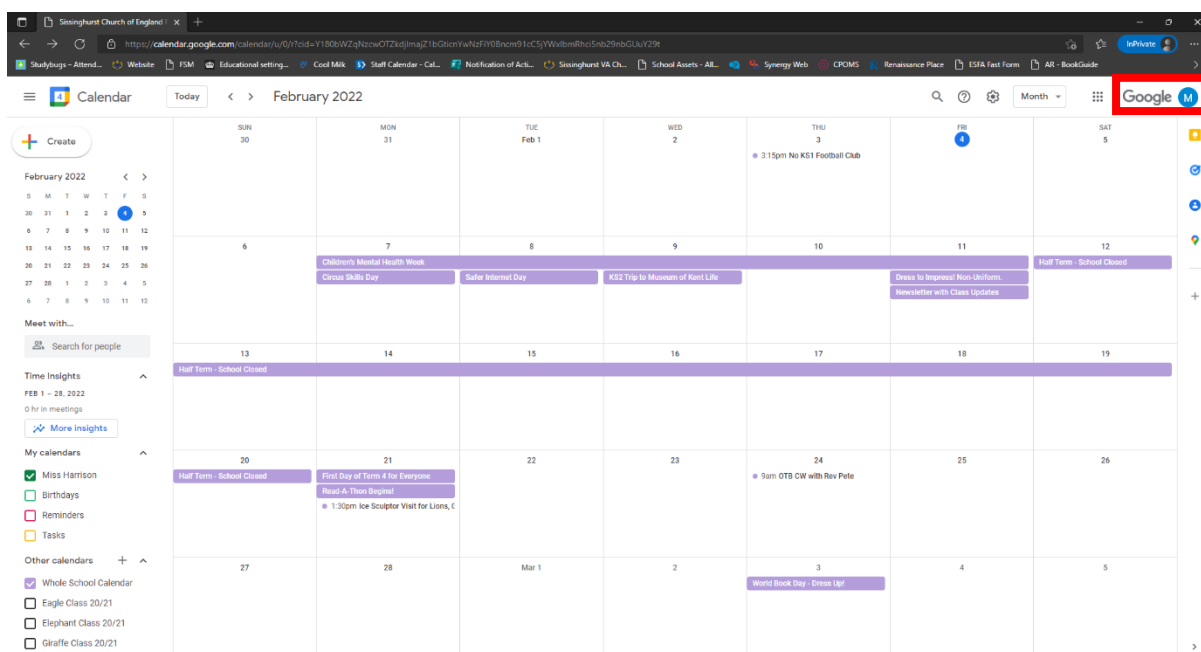 Sissinghurst Church of England
https://calendar.google.com/calendar/u/0/r?cid=
InPrivate
Studybugs – Attend... Website FSM Educational setting... Cool Milk Staff Calendar - Cal... Notification of Acti... Sissinghurst VA Ch... School Assets - All... Synergy Web CPOMS Renaissance Place ESFA Fast Form AR - BookGuide
4 Calendar Today < > February 2022 Month Google M
Create
February 2022 < >
S M T W T F S
30 31 1 2 3 4 5
6 7 8 9 10 11 12
13 14 15 16 17 18 19
20 21 22 23 24 25 26
27 28 1 2 3 4 5
6 7 8 9 10 11 12
Meet with...
Search for people
Time Insights
FEB 1 – 28, 2022
0 hr in meetings
More insights
My calendars
Miss Harrison
Birthdays
Reminders
Tasks
Other calendars +
Whole School Calendar
Eagle Class 20/21
Elephant Class 20/21
Giraffe Class 20/21
SUN MON TUE WED THU FRI SAT
30 31 Feb 1 2 3 4 5
3:15pm No KS1 Football Club
6 7 8 9 10 11 12
Children's Mental Health Week Half Term - School Closed
Circus Skills Day Safer Internet Day KS2 Trip to Museum of Kent Life Dress to Impress! Non-Uniform.
Newsletter with Class Updates
13 14 15 16 17 18 19
Half Term - School Closed
20 21 22 23 24 25 26
Half Term - School Closed First Day of Term 4 for Everyone 9am OTB CW with Rev Pete
Read-A-Thon Begins!
1:30pm Ice Sculptor Visit for Lions,
27 28 Mar 1 2 3 4 5
World Book Day - Dress Up!